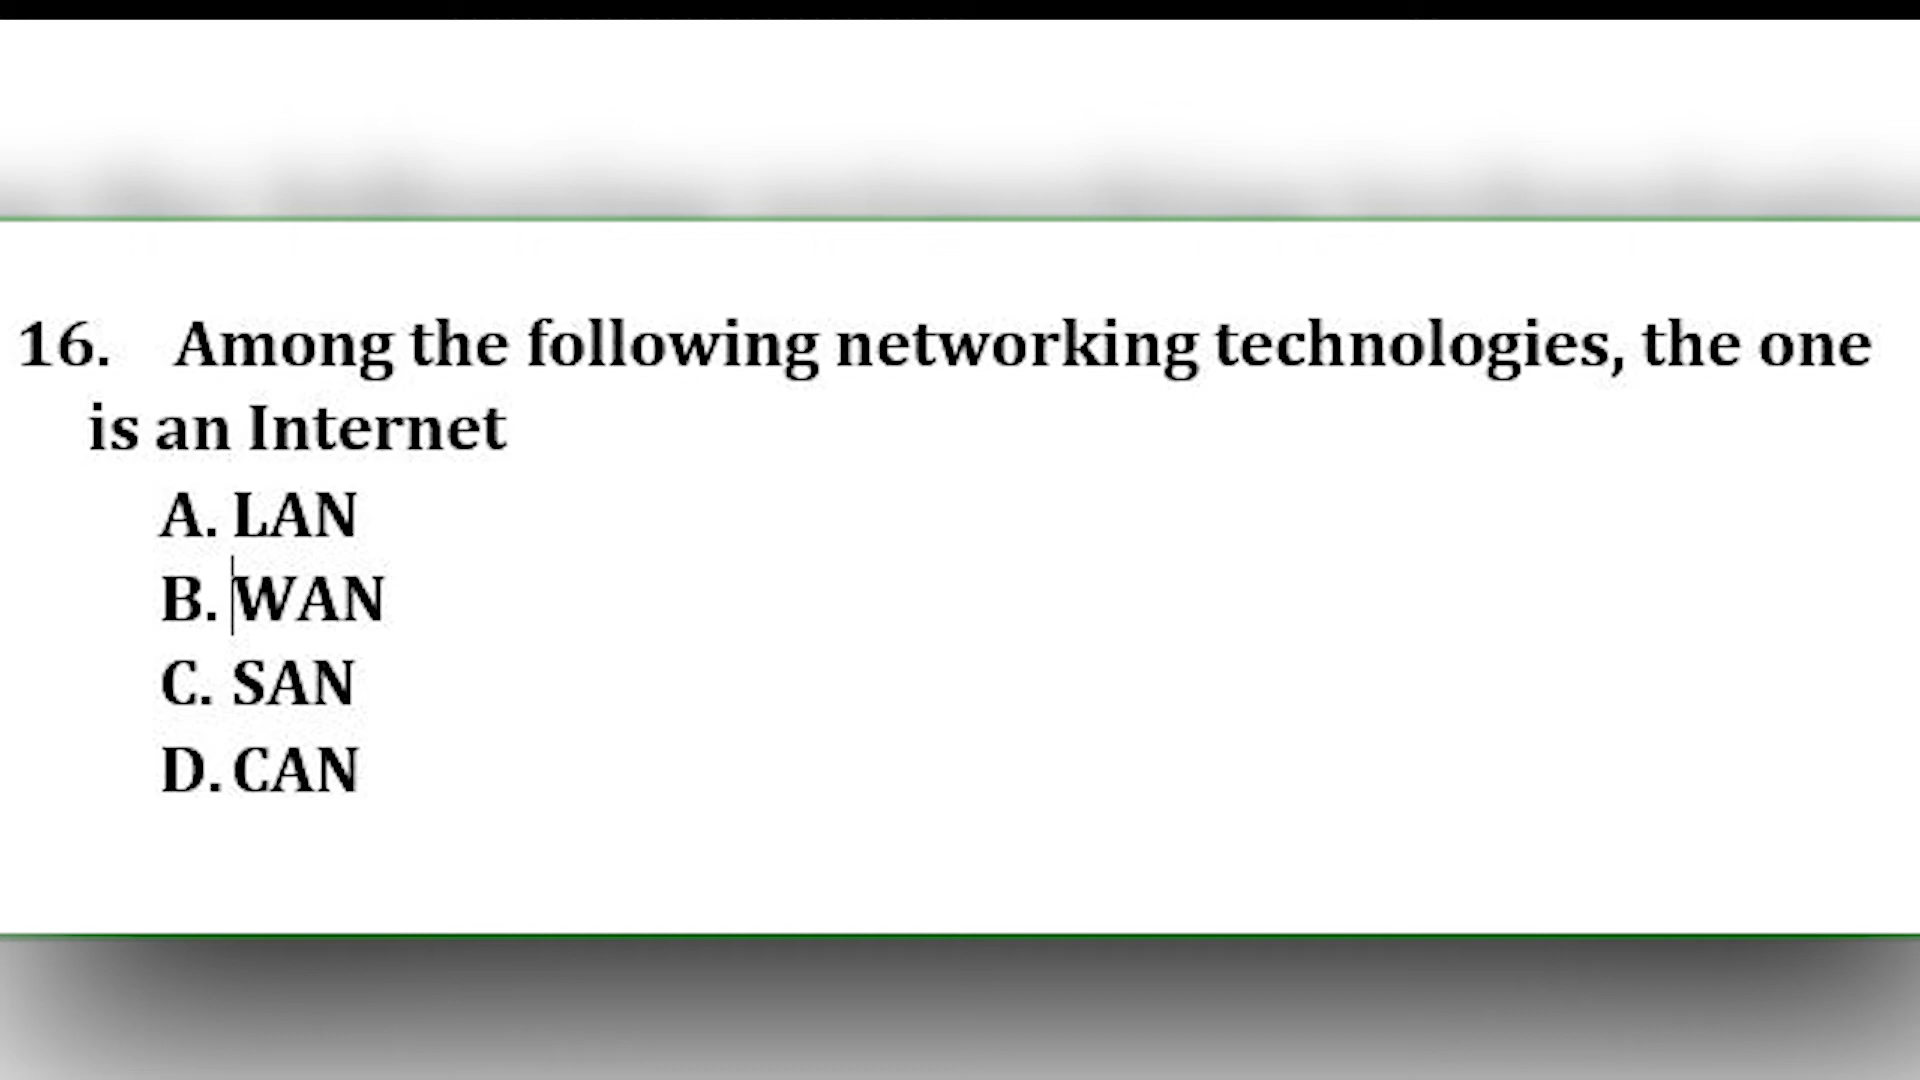 16. Among the following networking technologies, the one
is an Internet
A. LAN
B. WAN
C. SAN
D. CAN